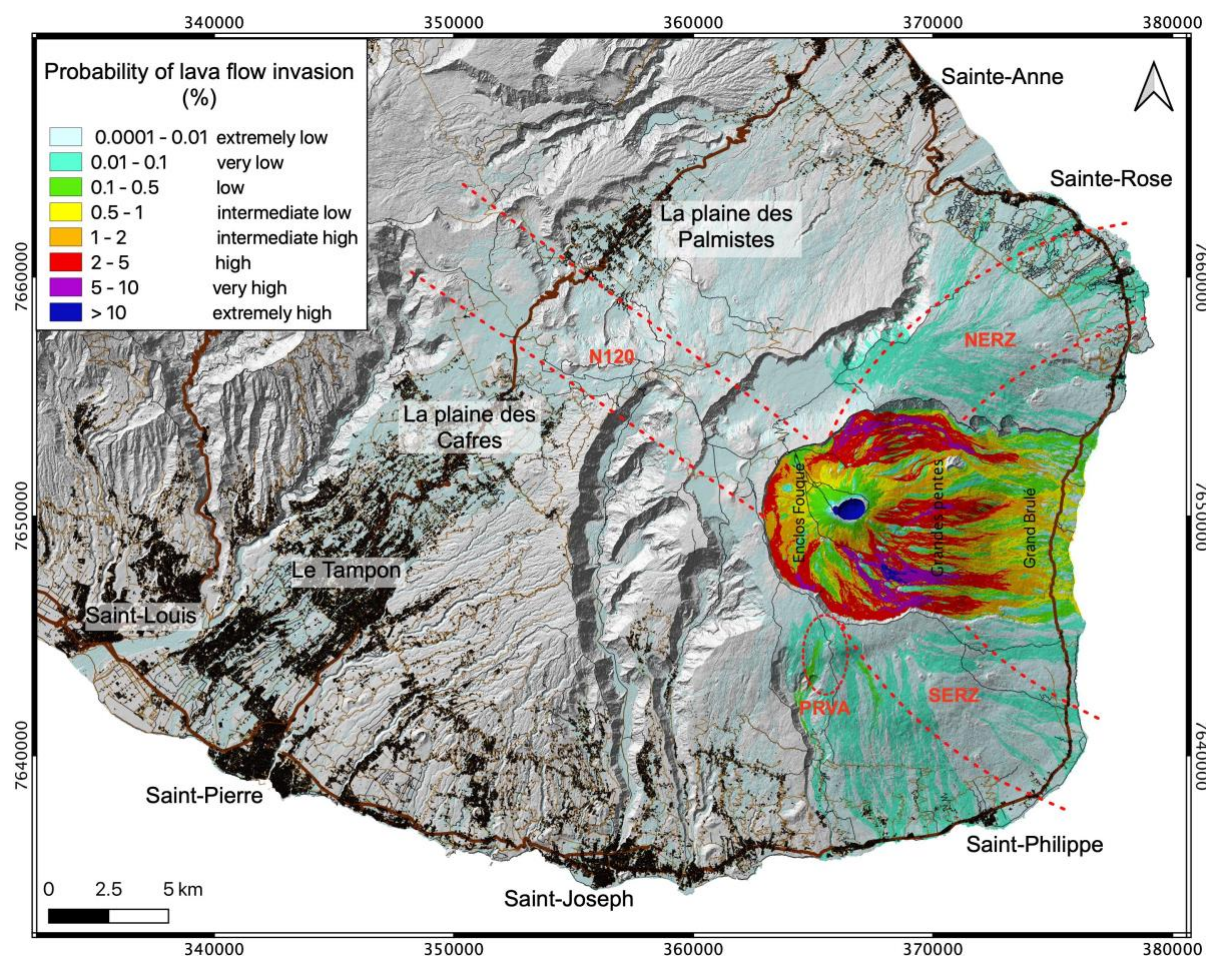 340000 350000 360000 370000 380000
Probability of lava flow invasion
(%)
0.0001 - 0.01 extremely low
0.01 - 0.1 very low
0.1 - 0.5 low
0.5 - 1 intermediate low
1 - 2 intermediate high
2 - 5 high
5 - 10 very high
> 10 extremely high
Sainte-Anne
Sainte-Rose
La plaine des
Palmistes
7660000 7660000
NERZ
N120
La plaine des
Cafres
Enclos Fouqué
Grandes pentes
Grand Brulé
7650000 7650000
Le Tampon
Saint-Louis
PRVA
SERZ
7640000 7640000
Saint-Pierre
Saint-Philippe
Saint-Joseph
0 2.5 5 km
340000 350000 360000 370000 380000